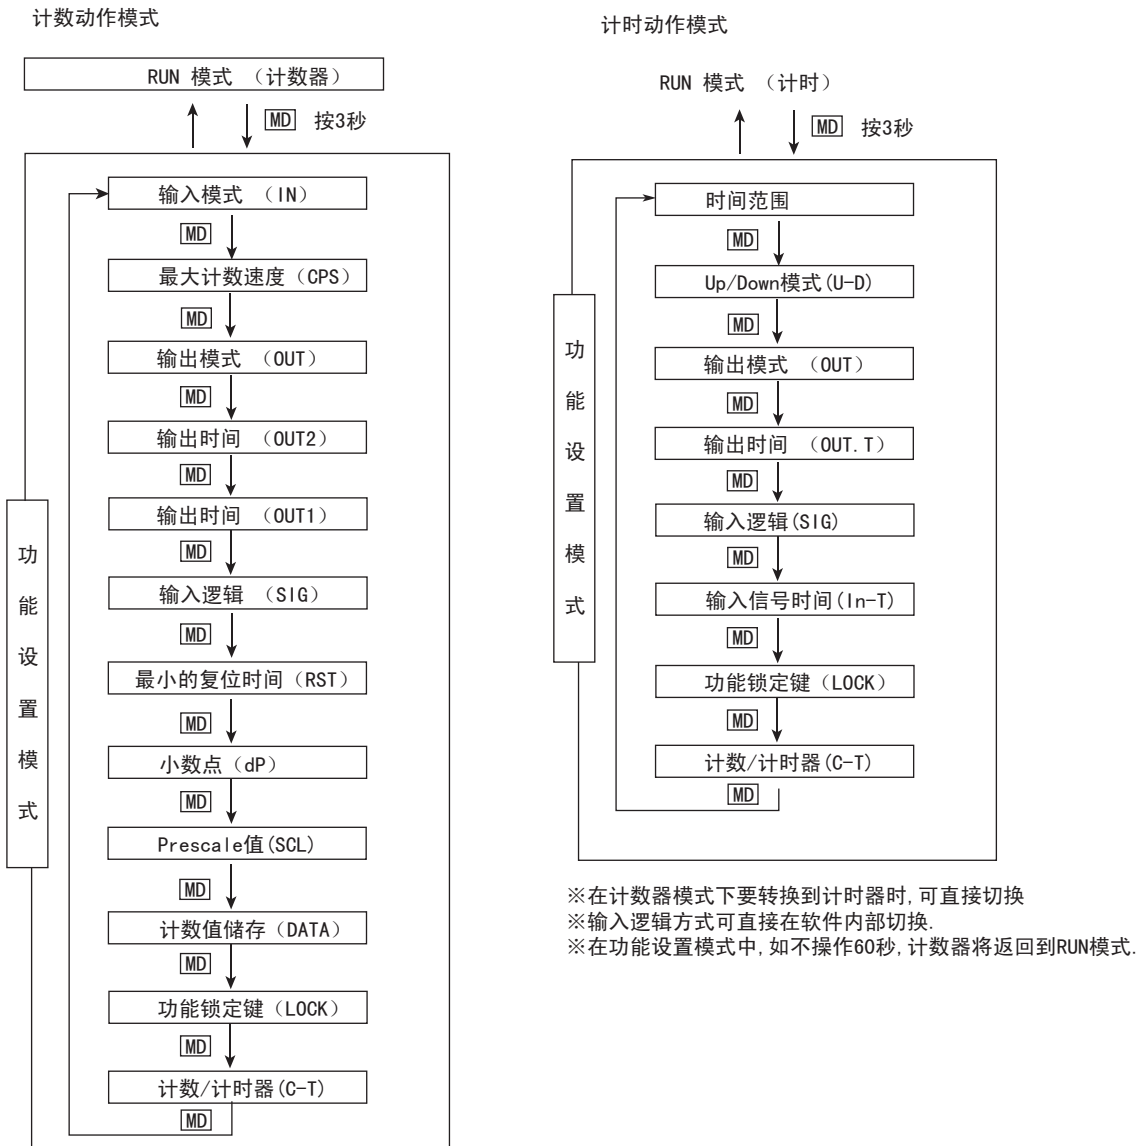 计数动作模式
RUN 模式 （计数器）
MD 按3秒
输入模式 （IN）
MD
最大计数速度（CPS）
MD
输出模式 （OUT）
MD
输出时间 （OUT2）
MD
输出时间 （OUT1）
MD
输入逻辑 （SIG）
MD
最小的复位时间（RST）
MD
小数点（dP）
MD
Prescale值(SCL)
MD
计数值储存（DATA）
MD
功能锁定键（LOCK）
MD
计数/计时器(C-T)
MD
功
能
设
置
模
式
计时动作模式
RUN 模式 （计时）
MD 按3秒
时间范围
MD
Up/Down模式(U-D)
MD
输出模式 （OUT）
MD
输出时间 （OUT.T）
MD
输入逻辑(SIG)
MD
输入信号时间(In-T)
MD
功能锁定键（LOCK）
MD
计数/计时器(C-T)
MD
功
能
设
置
模
式
※在计数器模式下要转换到计时器时,可直接切换
※输入逻辑方式可直接在软件内部切换.
※在功能设置模式中,如不操作60秒,计数器将返回到RUN模式.